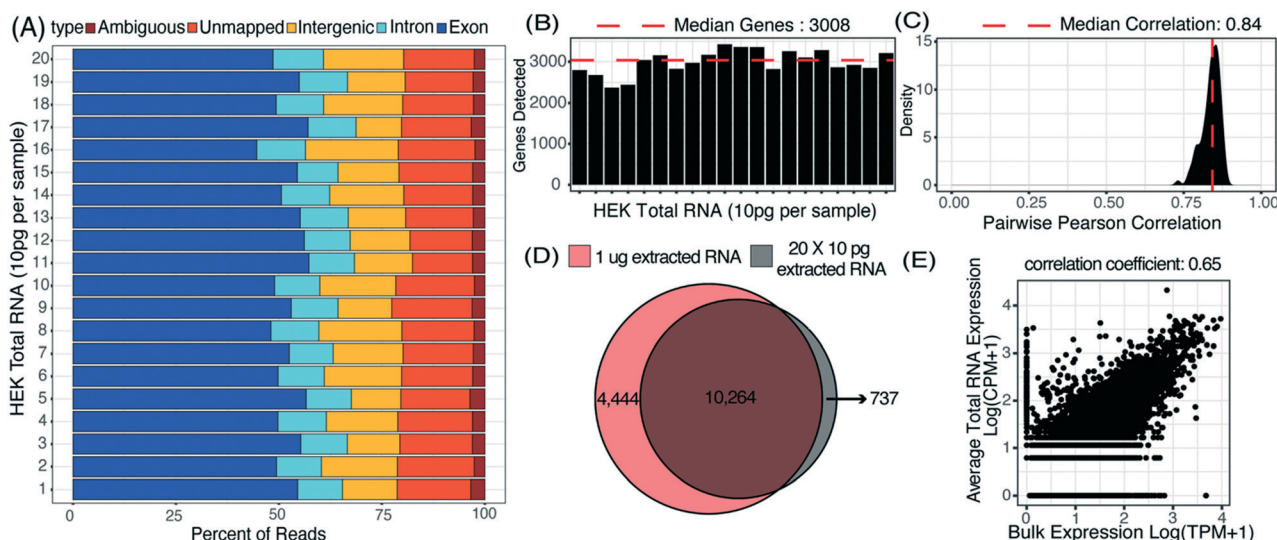 (A)
type Ambiguous Unmapped Intergenic Intron Exon
HEK Total RNA (10pg per sample)
20
19
18
17
16
15
14
13
12
11
10
9
8
7
6
5
4
3
2
1
0 25 50 75 100
Percent of Reads
(B)
Median Genes : 3008
Genes Detected
3000
2000
1000
0
HEK Total RNA (10pg per sample)
(C)
Median Correlation: 0.84
Density
15
10
5
0
0.00 0.25 0.50 0.75 1.00
Pairwise Pearson Correlation
(D)
1 ug extracted RNA
20 X 10 pg
extracted RNA
4,444
10,264
737
(E)
correlation coefficient: 0.65
Average Total RNA Expression
Log(CPM+1)
4
3
2
1
0
0 1 2 3 4
Bulk Expression Log(TPM+1)